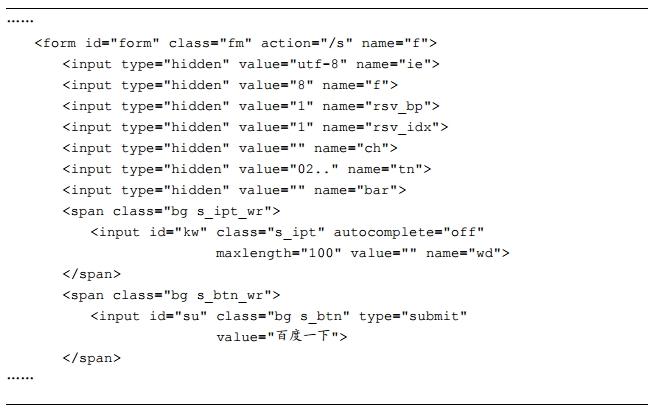 ……
<form id="form" class="fm" action="/s" name="f">
<input type="hidden" value="utf-8" name="ie">
<input type="hidden" value="8" name="f">
<input type="hidden" value="1" name="rsv_bp">
<input type="hidden" value="1" name="rsv_idx">
<input type="hidden" value="" name="ch">
<input type="hidden" value="02.." name="tn">
<input type="hidden" value="" name="bar">
<span class="bg s_ipt_wr">
<input id="kw" class="s_ipt" autocomplete="off"
maxlength="100" value="" name="wd">
</span>
<span class="bg s_btn_wr">
<input id="su" class="bg s_btn" type="submit"
value="百度一下">
</span>
……